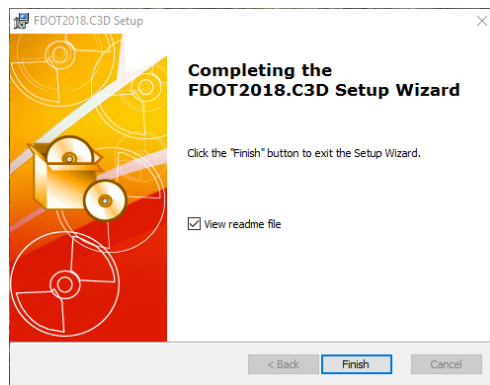 FDOT2018.C3D Setup
Completing the
FDOT2018.C3D Setup Wizard
Click the "Finish" button to exit the Setup Wizard.
View readme file
< Back
Finish
Cancel